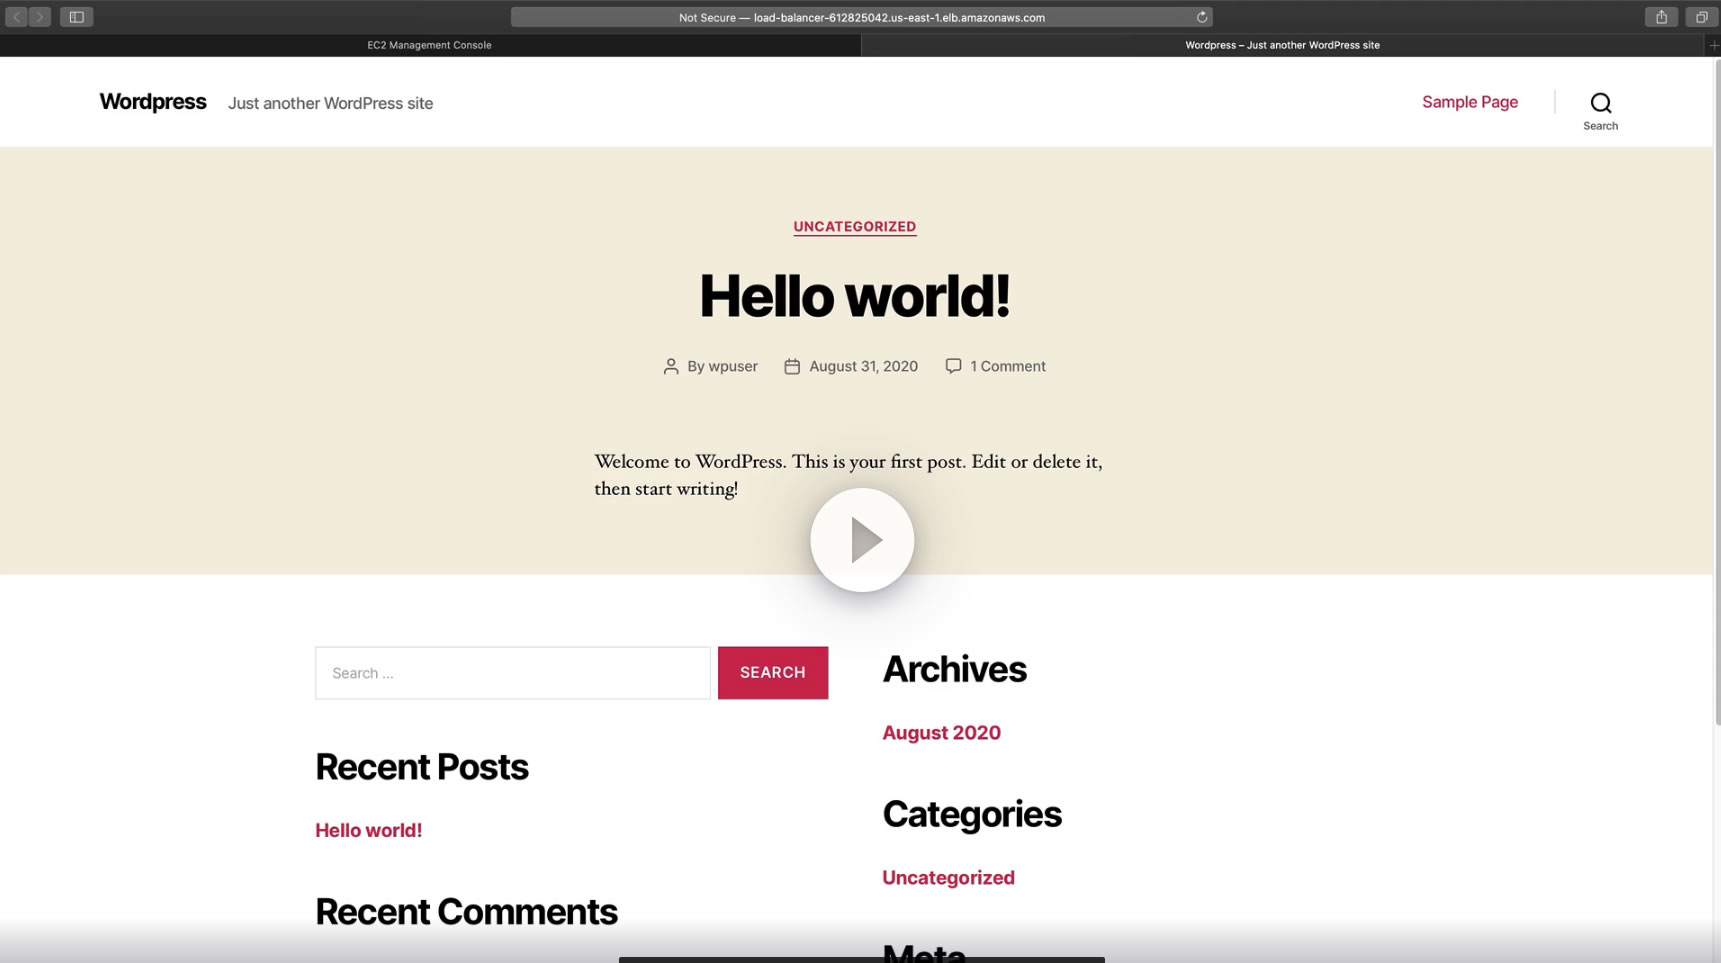 Not Secure — load-balancer-612825042.us-east-1.elb.amazonaws.com
EC2 Management Console
Wordpress – Just another WordPress site
Wordpress
Just another WordPress site
Sample Page
Search
UNCATEGORIZED
Hello world!
By wpuser
August 31, 2020
1 Comment
Welcome to WordPress. This is your first post. Edit or delete it,
then start writing!
Search ...
SEARCH
Recent Posts
Hello world!
Recent Comments
Archives
August 2020
Categories
Uncategorized
Meta